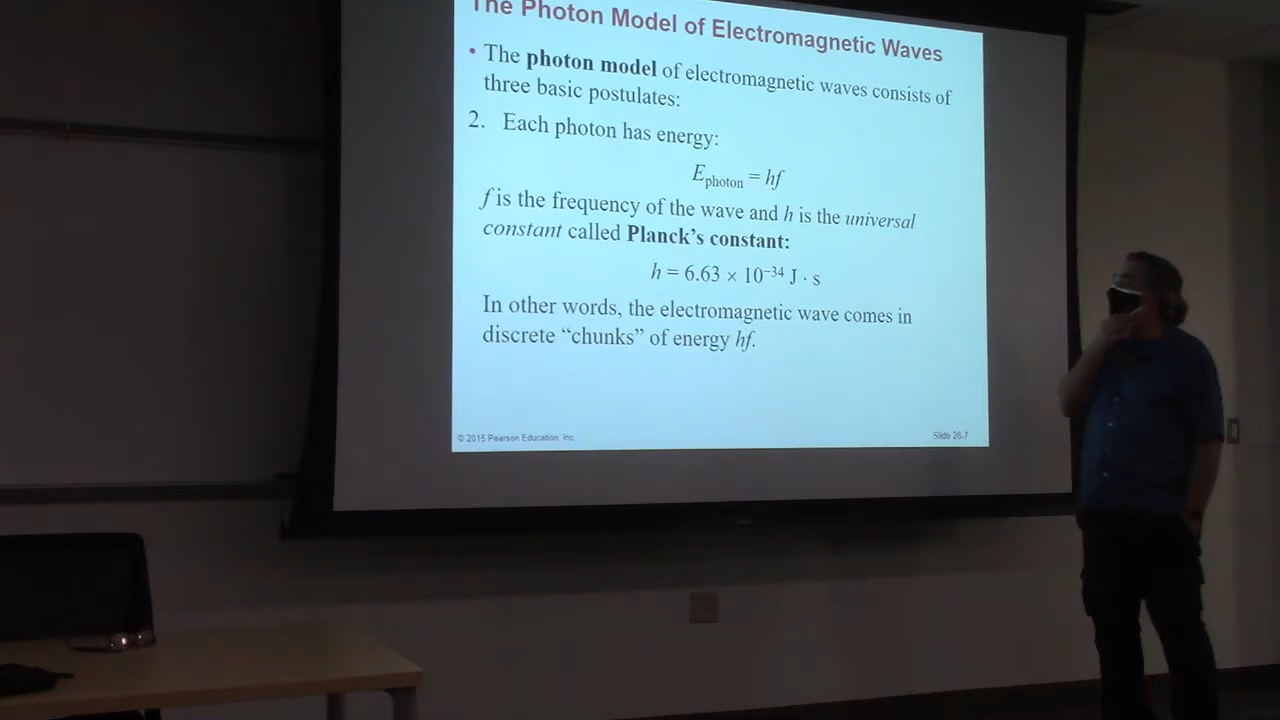 The Photon Model of Electromagnetic Waves
• The photon model of electromagnetic waves consists of
three basic postulates:
2. Each photon has energy:
Ephoton = hf
f is the frequency of the wave and h is the universal
constant called Planck's constant:
h = 6.63 × 10⁻³⁴ J · s
In other words, the electromagnetic wave comes in
discrete “chunks” of energy hf.
© 2015 Pearson Education, Inc.
Slide 28-7